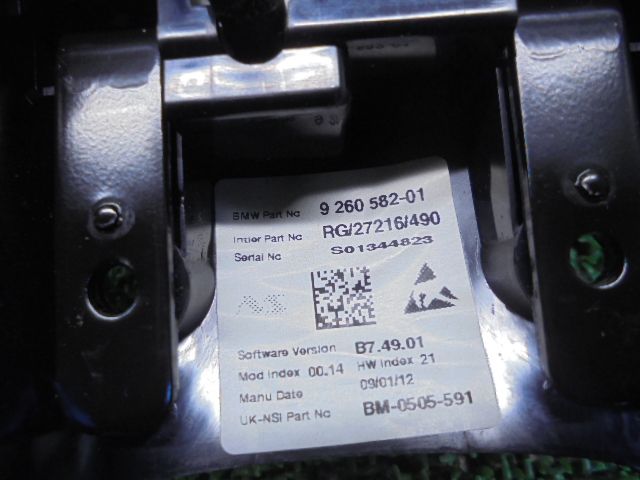 BMW Part No 9 260 582-01
Intier Part No RG/27216/490
Serial No S01344823
Software Version B7.49.01
Mod Index 00.14 HW Index 21
Manu Date 09/01/12
UK-NSI Part No BM-0505-591